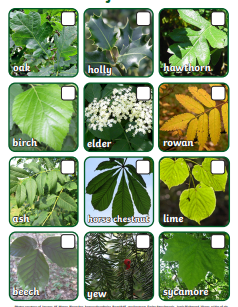 oak
holly
hawthorn
birch
elder
rowan
ash
horse chestnut
lime
beech
yew
sycamore